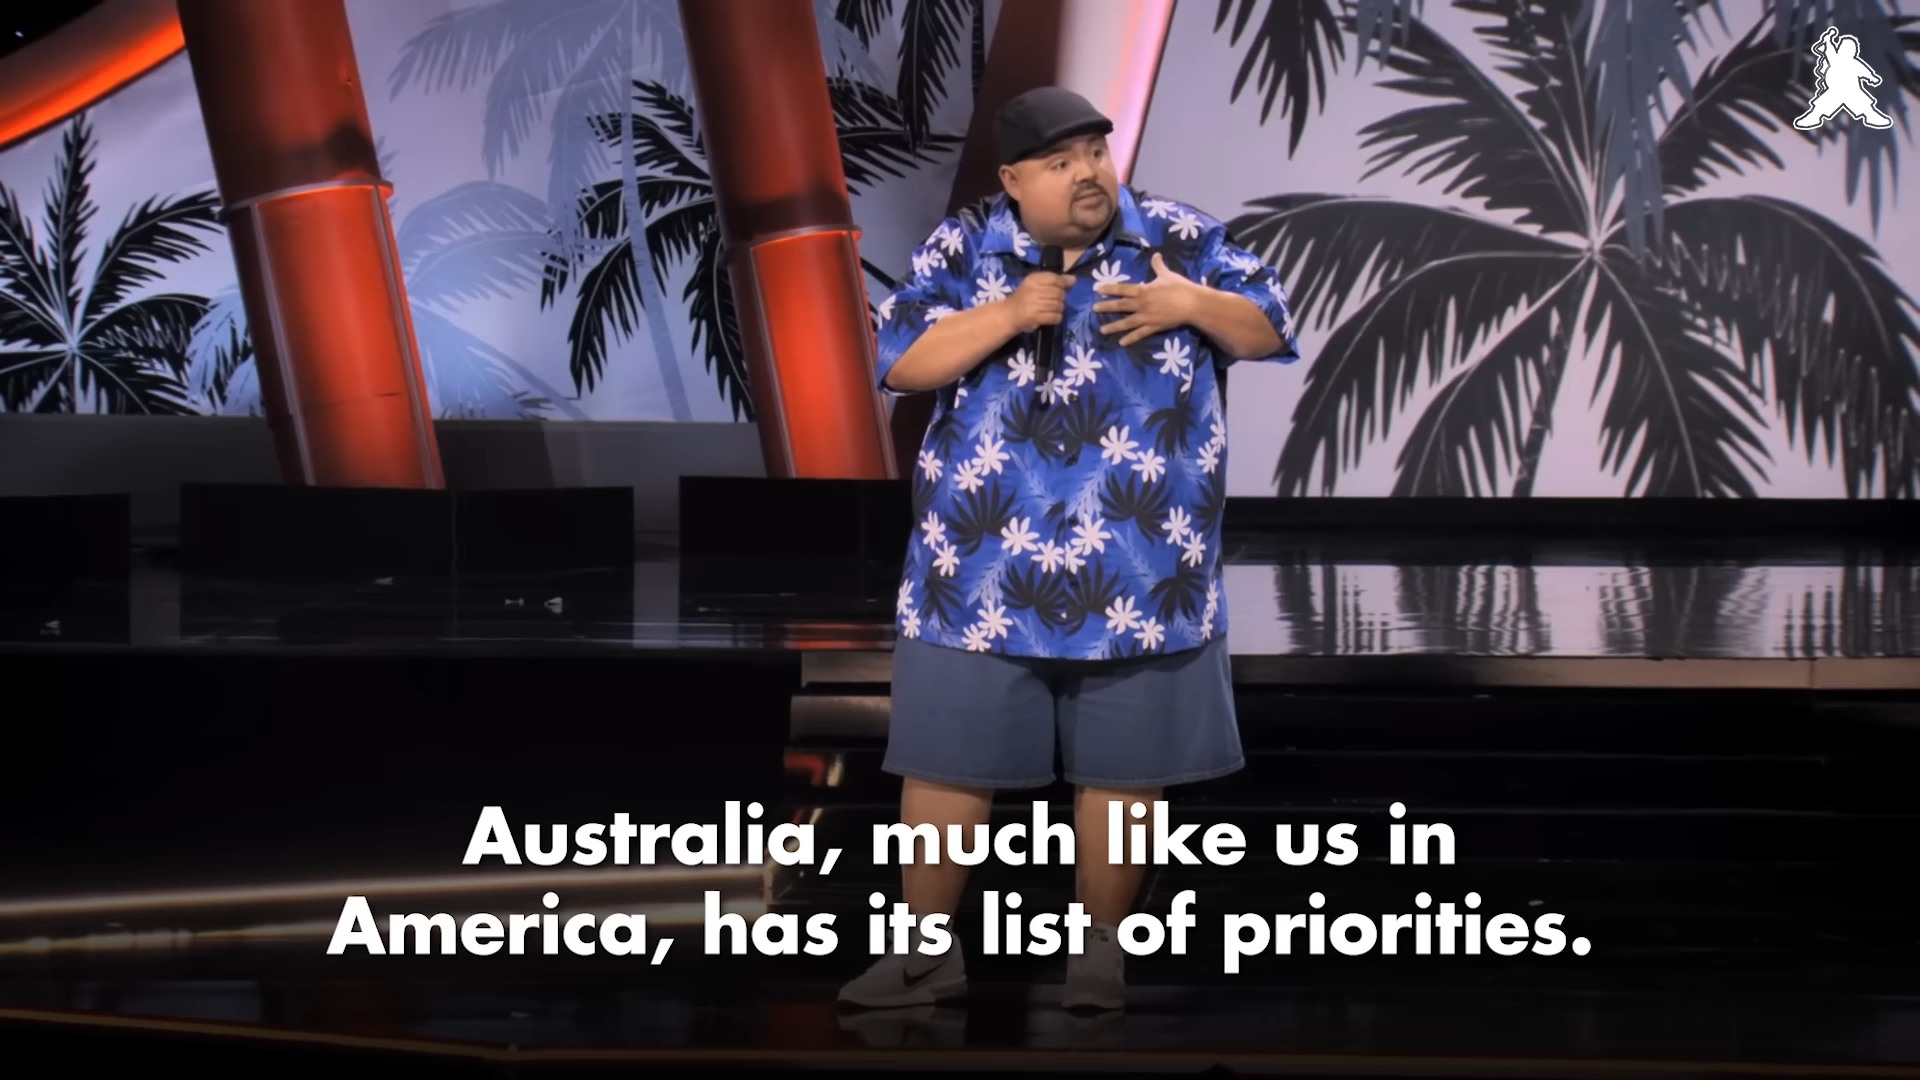 Australia, much like us in
America, has its list of priorities.